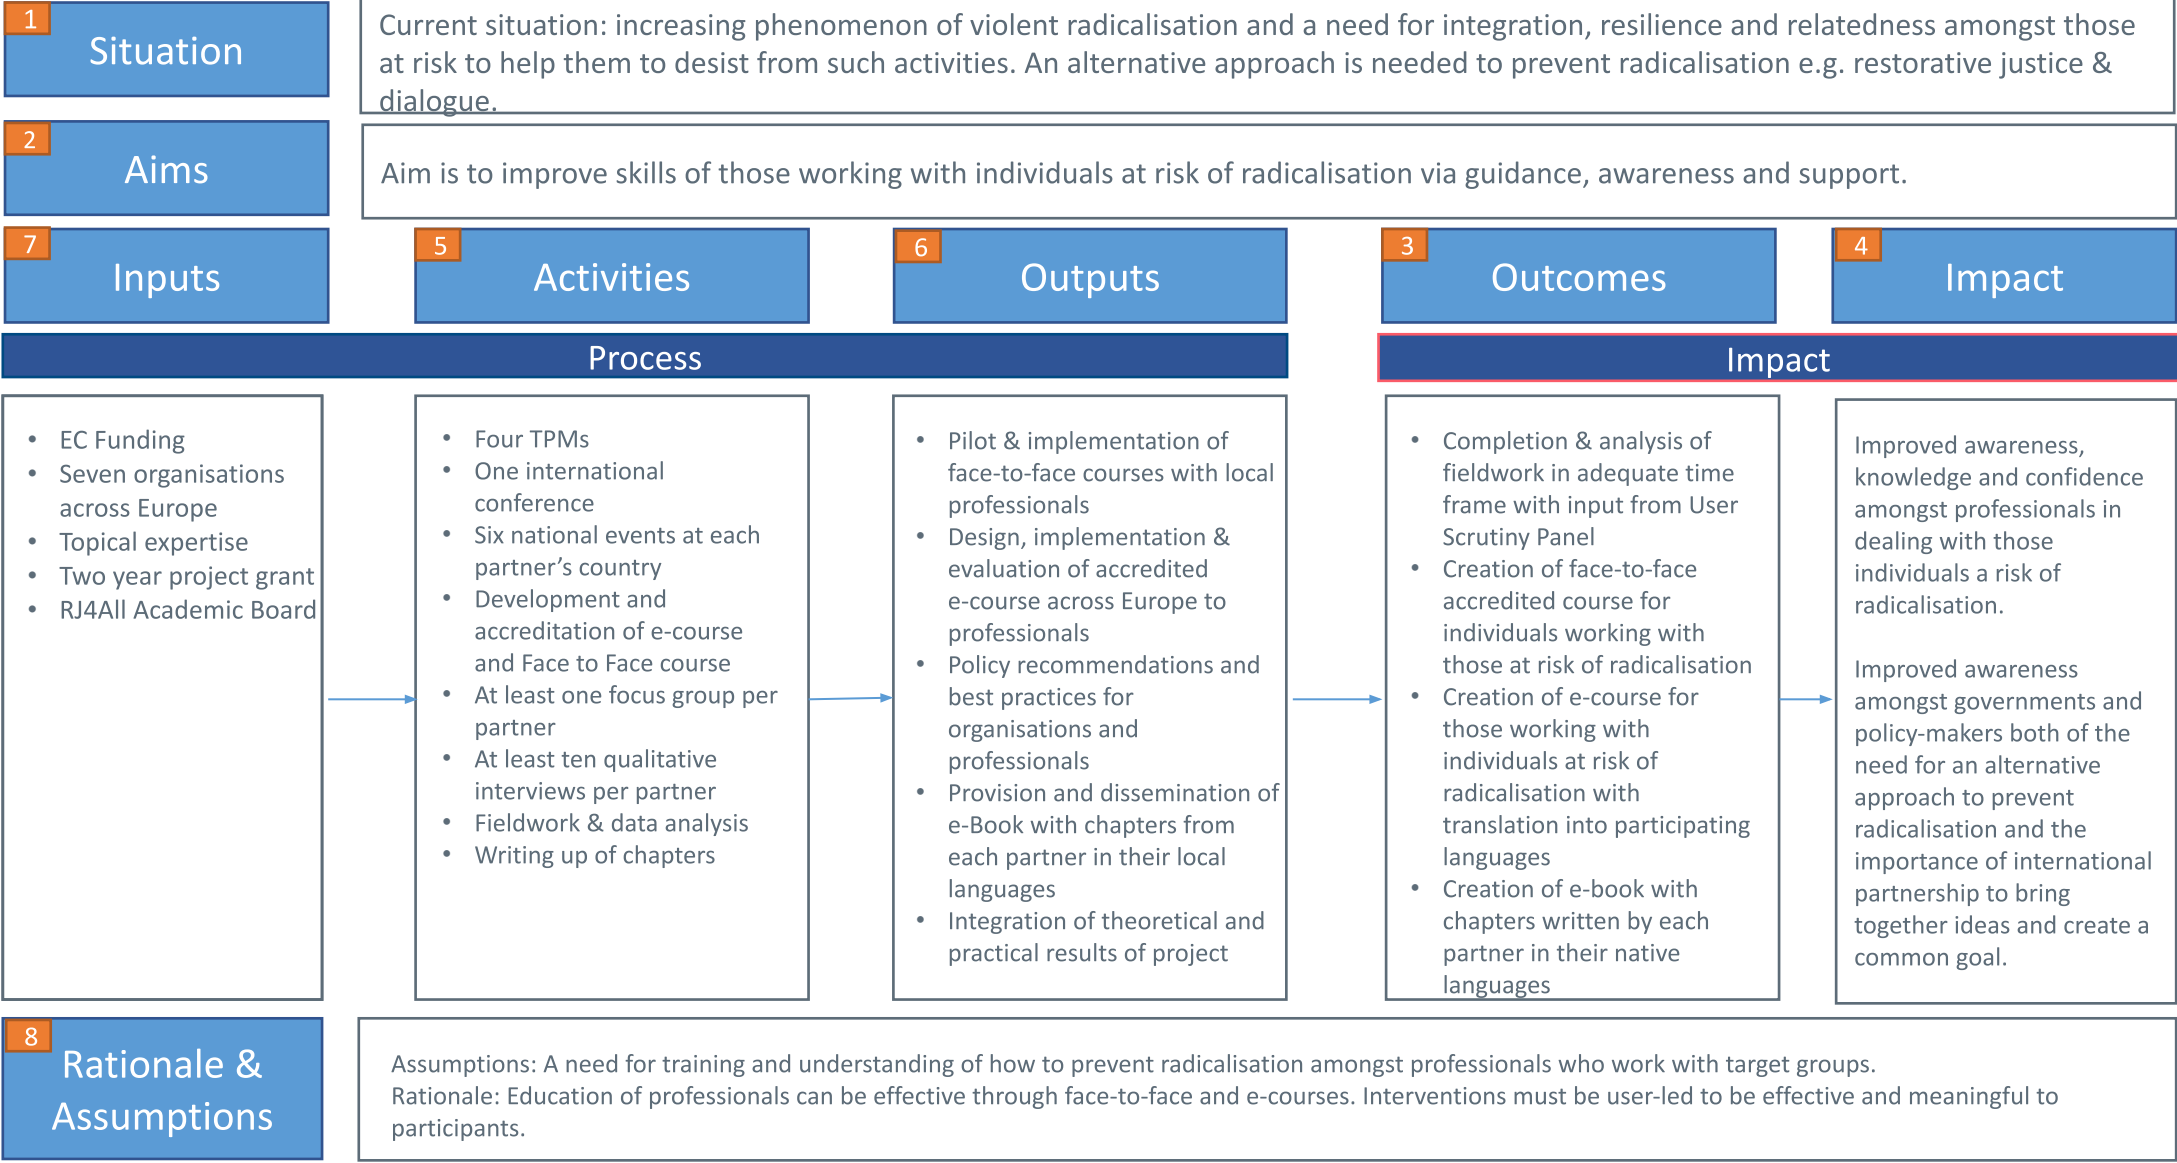 1
Situation
Current situation: increasing phenomenon of violent radicalisation and a need for integration, resilience and relatedness amongst those
at risk to help them to desist from such activities. An alternative approach is needed to prevent radicalisation e.g. restorative justice &
dialogue.
2
Aims
Aim is to improve skills of those working with individuals at risk of radicalisation via guidance, awareness and support.
7
Inputs
5
Activities
6
Outputs
3
Outcomes
4
Impact
Process
Impact
• EC Funding
• Seven organisations
across Europe
• Topical expertise
• Two year project grant
• RJ4All Academic Board
• Four TPMs
• One international
conference
• Six national events at each
partner’s country
• Development and
accreditation of e-course
and Face to Face course
• At least one focus group per
partner
• At least ten qualitative
interviews per partner
• Fieldwork & data analysis
• Writing up of chapters
• Pilot & implementation of
face-to-face courses with local
professionals
• Design, implementation &
evaluation of accredited
e-course across Europe to
professionals
• Policy recommendations and
best practices for
organisations and
professionals
• Provision and dissemination of
e-Book with chapters from
each partner in their local
languages
• Integration of theoretical and
practical results of project
• Completion & analysis of
fieldwork in adequate time
frame with input from User
Scrutiny Panel
• Creation of face-to-face
accredited course for
individuals working with
those at risk of radicalisation
• Creation of e-course for
those working with
individuals at risk of
radicalisation with
translation into participating
languages
• Creation of e-book with
chapters written by each
partner in their native
languages
Improved awareness,
knowledge and confidence
amongst professionals in
dealing with those
individuals a risk of
radicalisation.
Improved awareness
amongst governments and
policy-makers both of the
need for an alternative
approach to prevent
radicalisation and the
importance of international
partnership to bring
together ideas and create a
common goal.
8
Rationale &
Assumptions
Assumptions: A need for training and understanding of how to prevent radicalisation amongst professionals who work with target groups.
Rationale: Education of professionals can be effective through face-to-face and e-courses. Interventions must be user-led to be effective and meaningful to
participants.